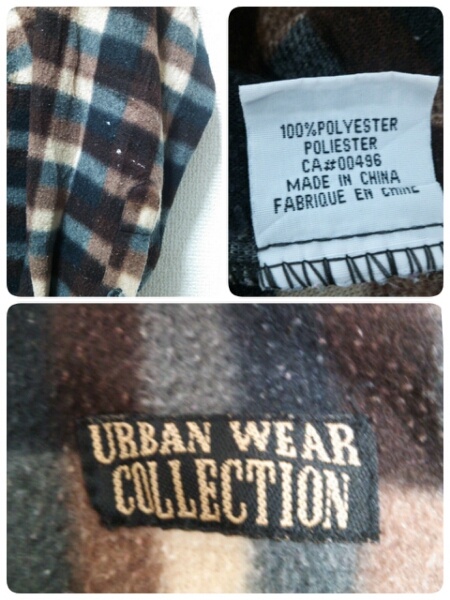 100%POLYESTER
POLIESTER
CA#00496
MADE IN CHINA
FABRIQUE EN CHINE
URBAN WEAR
COLLECTION